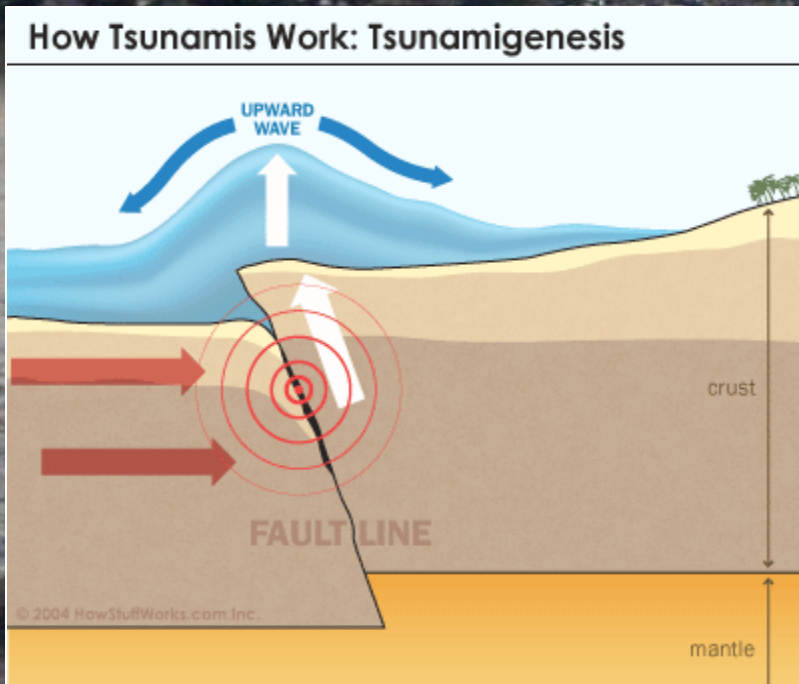 How Tsunamis Work: Tsunamigenesis
UPWARD
WAVE
crust
FAULT LINE
© 2004 HowStuffWorks.com Inc.
mantle